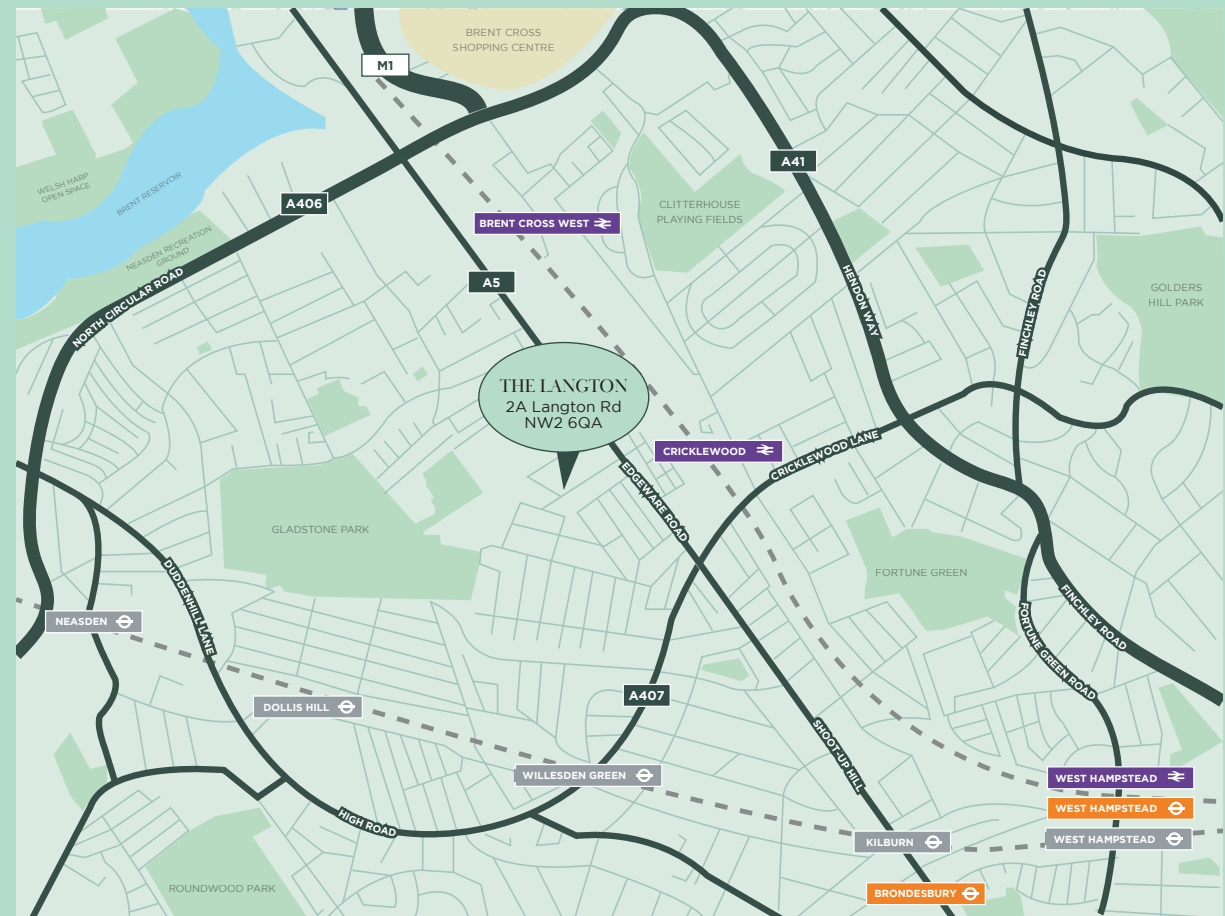 BRENT CROSS
SHOPPING CENTRE
M1
A41
WELSH HARP
OPEN SPACE
BRENT RESERVOIR
A406
CLITTERHOUSE
PLAYING FIELDS
BRENT CROSS WEST
NEASDEN RECREATION
GROUND
A5
NORTH CIRCULAR ROAD
HENDON WAY
FINCHLEY ROAD
GOLDERS
HILL PARK
THE LANGTON
2A Langton Rd
NW2 6QA
CRICKLEWOOD
CRICKLEWOOD LANE
EDGEWARE ROAD
GLADSTONE PARK
FORTUNE GREEN
DUDDENHILL LANE
NEASDEN
FINCHLEY ROAD
FORTUNE GREEN ROAD
DOLLIS HILL
A407
SHOOT-UP HILL
WILLESDEN GREEN
WEST HAMPSTEAD
WEST HAMPSTEAD
WEST HAMPSTEAD
HIGH ROAD
KILBURN
ROUNDWOOD PARK
BRONDESBURY